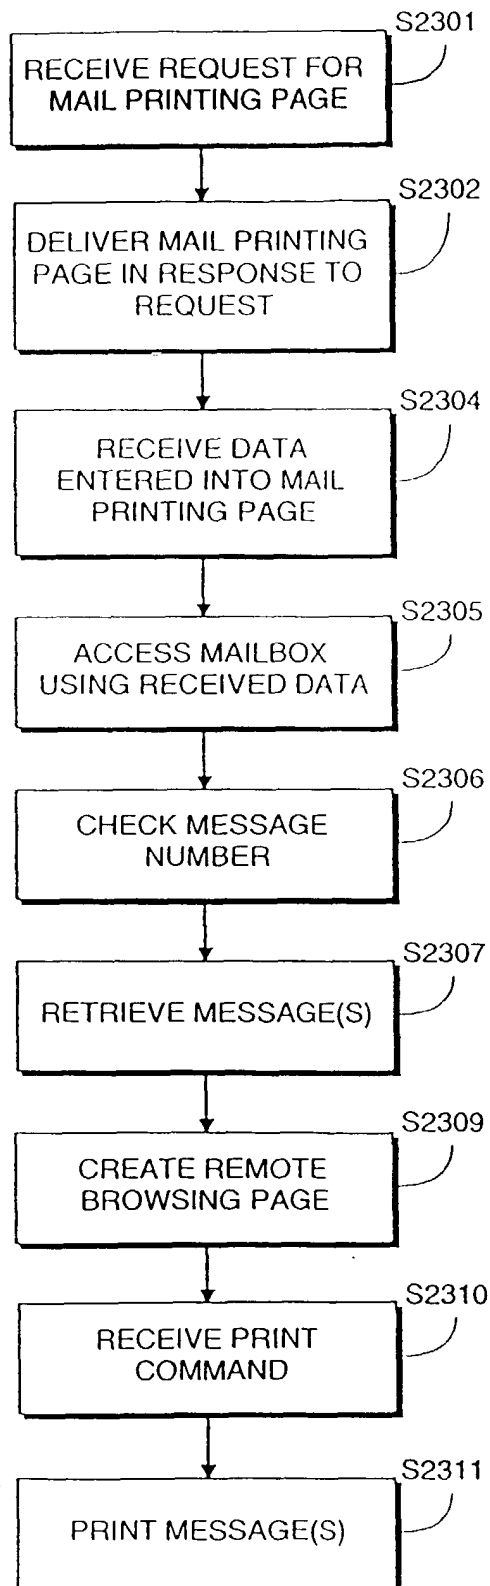 S2301
RECEIVE REQUEST FOR
MAIL PRINTING PAGE
S2302
DELIVER MAIL PRINTING
PAGE IN RESPONSE TO
REQUEST
S2304
RECEIVE DATA
ENTERED INTO MAIL
PRINTING PAGE
S2305
ACCESS MAILBOX
USING RECEIVED DATA
S2306
CHECK MESSAGE
NUMBER
S2307
RETRIEVE MESSAGE(S)
S2309
CREATE REMOTE
BROWSING PAGE
S2310
RECEIVE PRINT
COMMAND
S2311
PRINT MESSAGE(S)